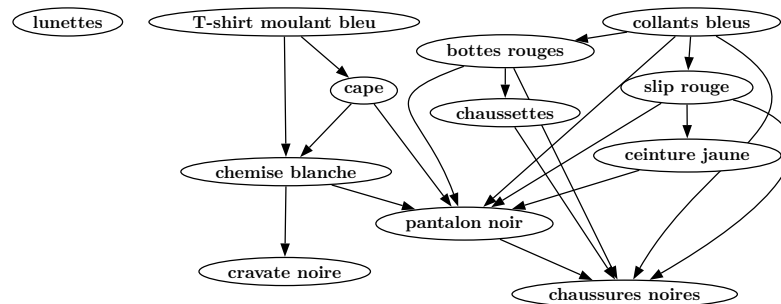 lunettes
T-shirt moulant bleu
collants bleus
bottes rouges
cape
slip rouge
chaussettes
ceinture jaune
chemise blanche
pantalon noir
cravate noire
chaussures noires